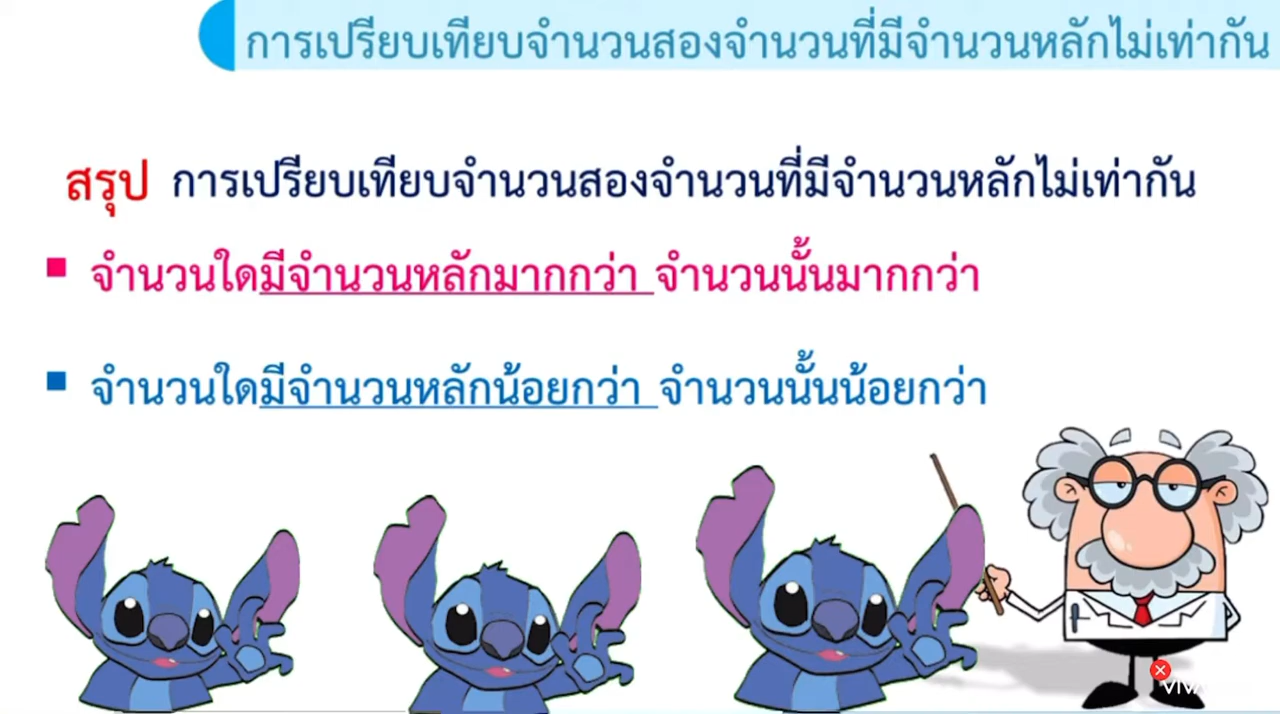 การเปรียบเทียบจำนวนสองจำนวนที่มีจำนวนหลักไม่เท่ากัน
สรุป การเปรียบเทียบจำนวนสองจำนวนที่มีจำนวนหลักไม่เท่ากัน
▪ จำนวนใดมีจำนวนหลักมากกว่า จำนวนนั้นมากกว่า
▪ จำนวนใดมีจำนวนหลักน้อยกว่า จำนวนนั้นน้อยกว่า